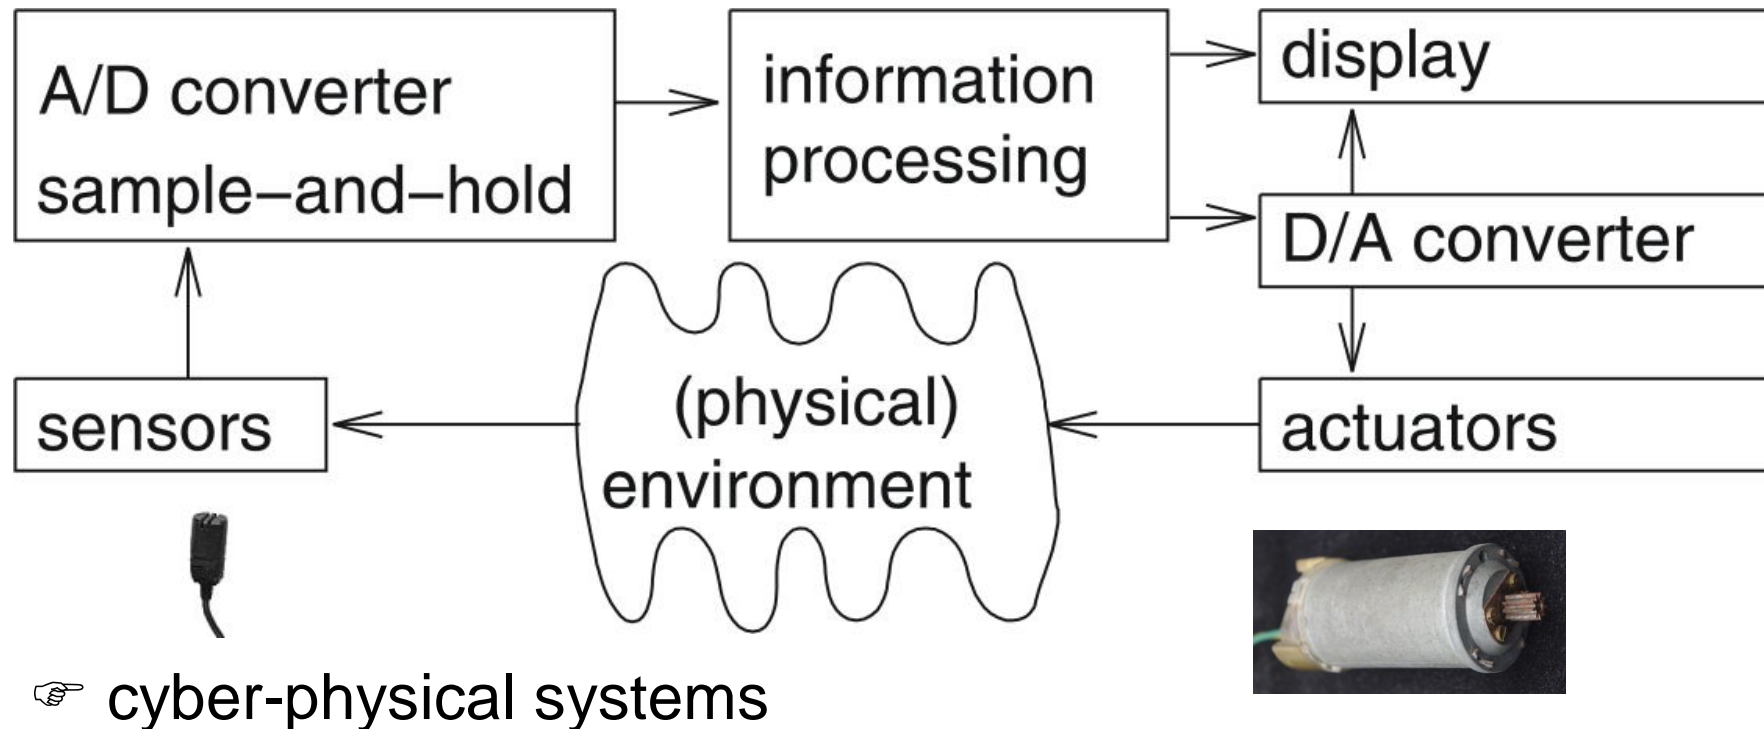 A/D converter
sample–and–hold
information
processing
display
D/A converter
sensors
(physical)
environment
actuators
☞ cyber-physical systems